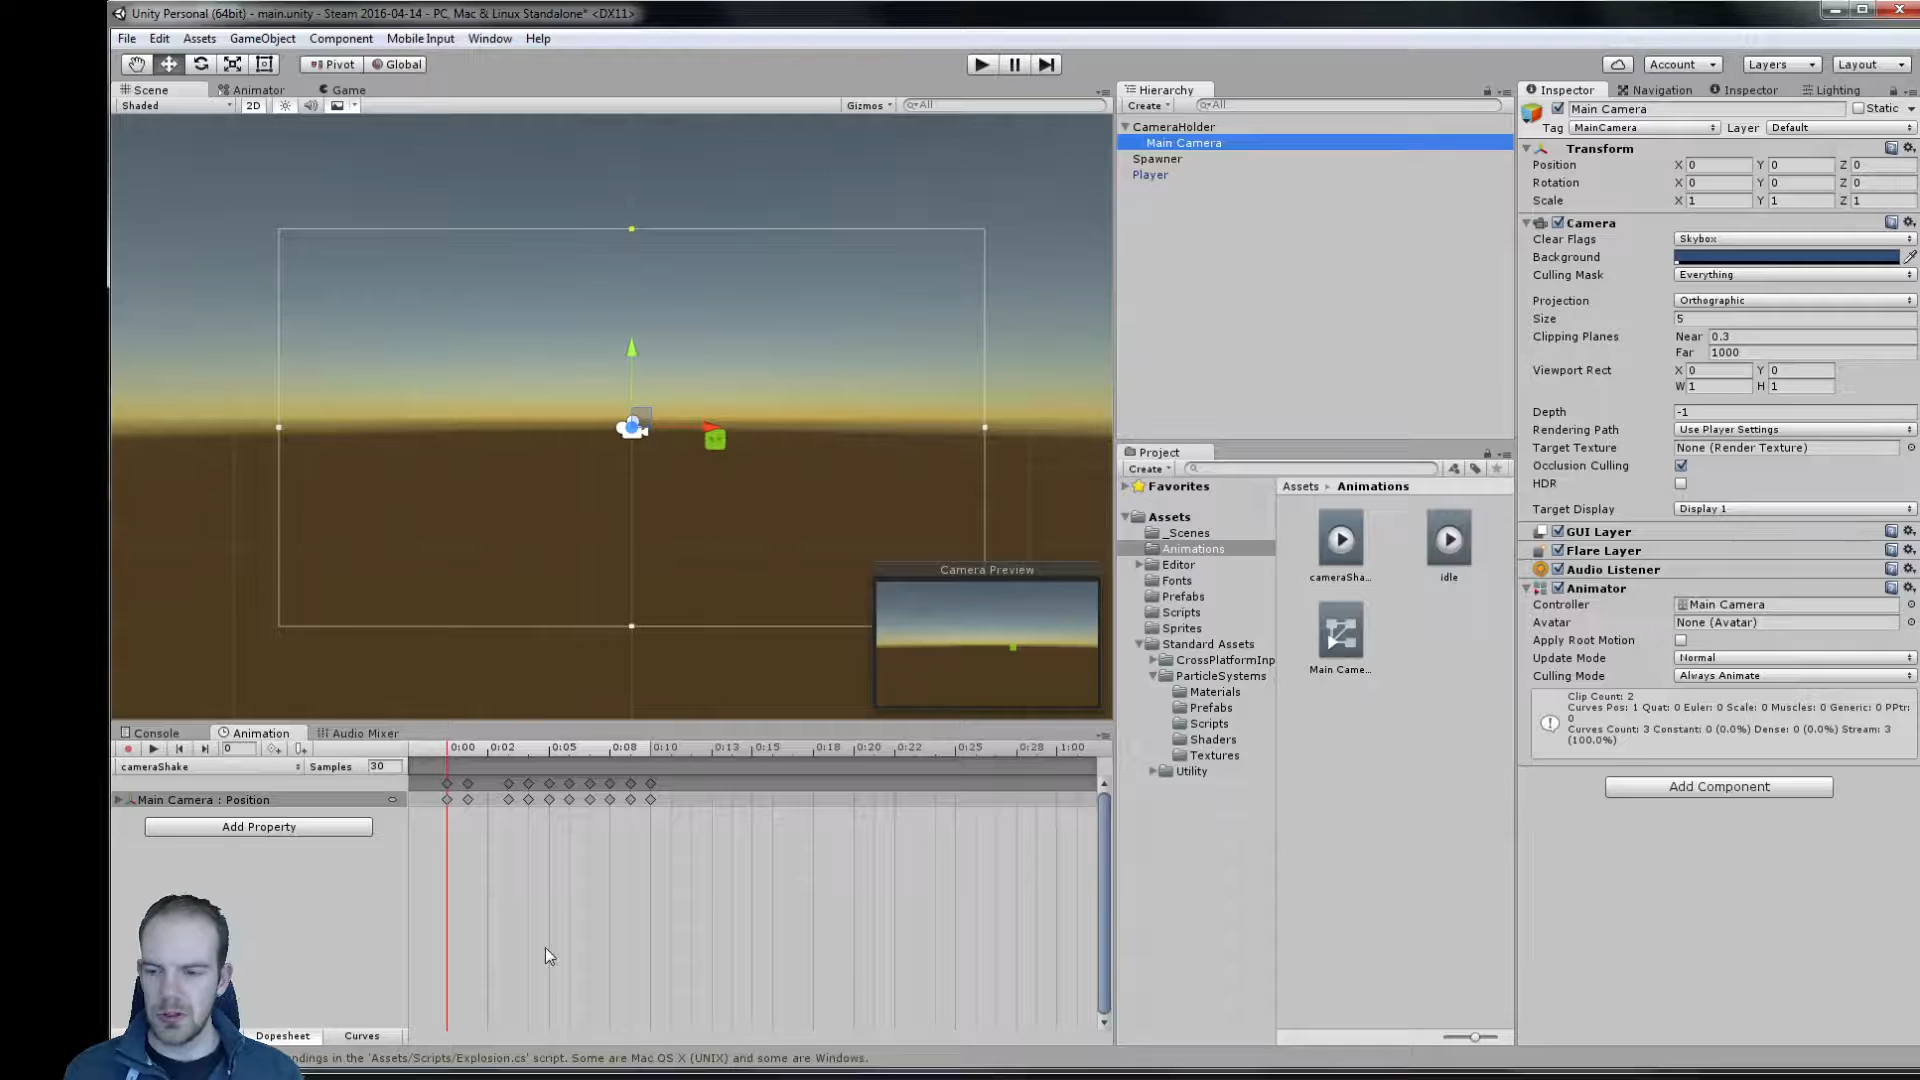 Unity Personal (64bit) - main.unity - Steam 2016-04-14 - PC, Mac & Linux Standalone* <DX11>
File Edit Assets GameObject Component Mobile Input Window Help
Pivot Global Account Layers Layout
Scene Animator Game
Shaded 2D Gizmos All
Hierarchy
Create All
CameraHolder
Main Camera
Spawner
Player
Camera Preview
Project
Create
Favorites
Assets
_Scenes
Animations
Editor
Fonts
Prefabs
Scripts
Sprites
Standard Assets
CrossPlatformInp
ParticleSystems
Materials
Prefabs
Scripts
Shaders
Textures
Utility
Assets Animations
cameraSha... idle
Main Came...
Inspector Navigation Inspector Lighting
Main Camera Static
Tag MainCamera Layer Default
Transform
Position X 0 Y 0 Z 0
Rotation X 0 Y 0 Z 0
Scale X 1 Y 1 Z 1
Camera
Clear Flags Skybox
Background
Culling Mask Everything
Projection Orthographic
Size 5
Clipping Planes Near 0.3
Far 1000
Viewport Rect X 0 Y 0
W 1 H 1
Depth -1
Rendering Path Use Player Settings
Target Texture None (Render Texture)
Occlusion Culling
HDR
Target Display Display 1
GUI Layer
Flare Layer
Audio Listener
Animator
Controller Main Camera
Avatar None (Avatar)
Apply Root Motion
Update Mode Normal
Culling Mode Always Animate
Clip Count: 2
Curves Pos: 1 Quat: 0 Euler: 0 Scale: 0 Muscles: 0 Generic: 0 PPtr:
0
Curves Count: 3 Constant: 0 (0.0%) Dense: 0 (0.0%) Stream: 3
(100.0%)
Add Component
Console Animation Audio Mixer
0 0:00 0:02 0:05 0:08 0:10 0:13 0:15 0:18 0:20 0:22 0:25 0:28 1:00
cameraShake Samples 30
Main Camera : Position
Add Property
Dopesheet Curves
ndings in the 'Assets/Scripts/Explosion.cs' script. Some are Mac OS X (UNIX) and some are Windows.